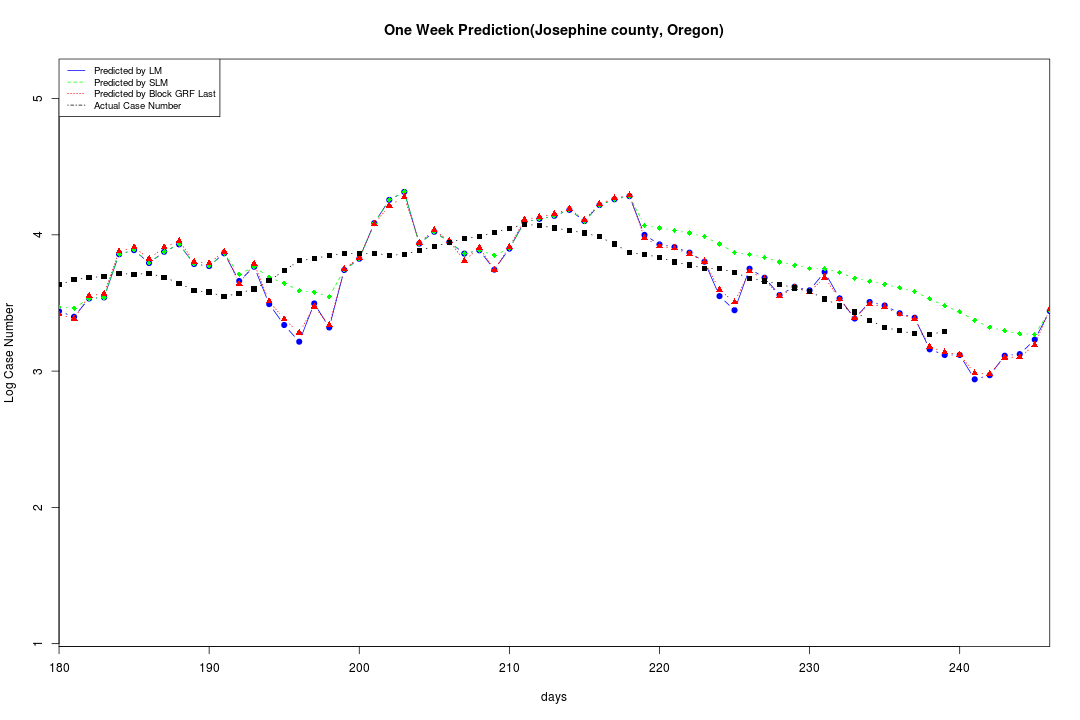 One Week Prediction(Josephine county, Oregon)
Predicted by LM
Predicted by SLM
Predicted by Block GRF Last
Actual Case Number
5
4
3
2
1
Log Case Number
180 190 200 210 220 230 240
days